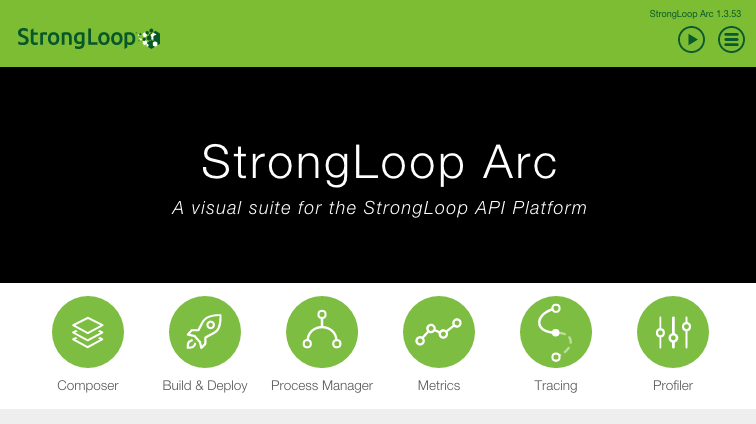 StrongLoop Arc 1.3.53
StrongLoop
StrongLoop Arc
A visual suite for the StrongLoop API Platform
Composer
Build & Deploy
Process Manager
Metrics
Tracing
Profiler